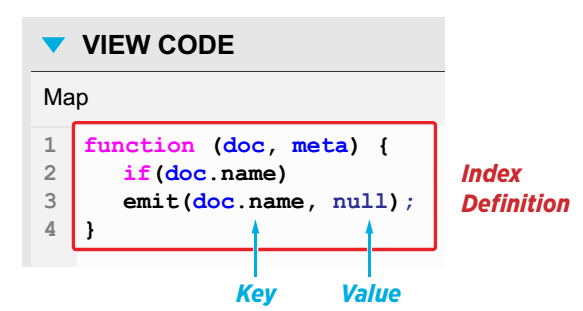 VIEW CODE
Map
1 function (doc, meta) {
2 if(doc.name)
3 emit(doc.name, null);
4 }
Index
Definition
Key Value